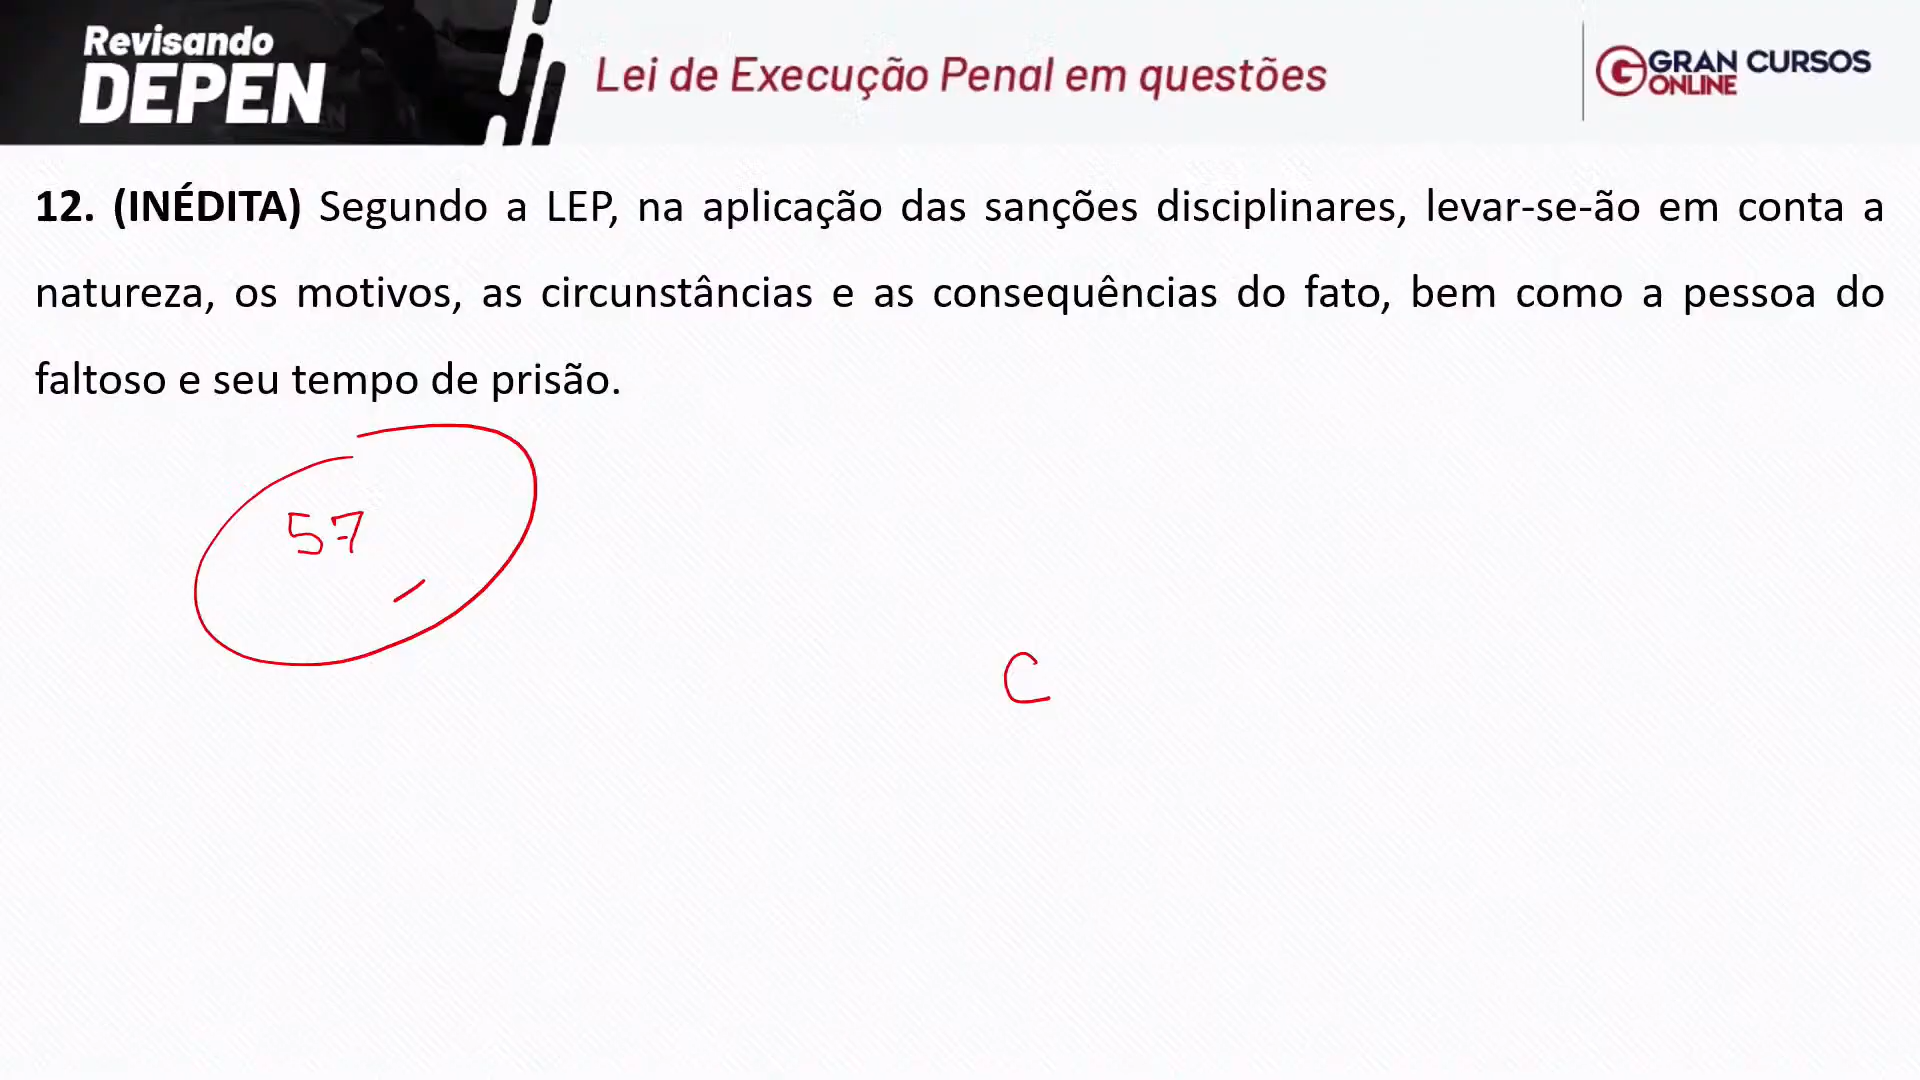 Revisando
DEPEN
Lei de Execução Penal em questões
GRAN CURSOS
ONLINE
12. (INÉDITA) Segundo a LEP, na aplicação das sanções disciplinares, levar-se-ão em conta a
natureza, os motivos, as circunstâncias e as consequências do fato, bem como a pessoa do
faltoso e seu tempo de prisão.
57
C